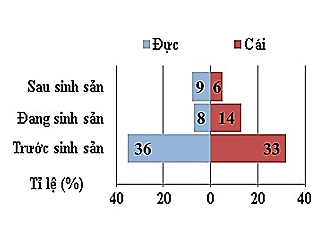 Đực Cái
Sau sinh sản 9 6
Đang sinh sản 8 14
Trước sinh sản 36 33
Tỉ lệ (%)
40 20 0 20 40